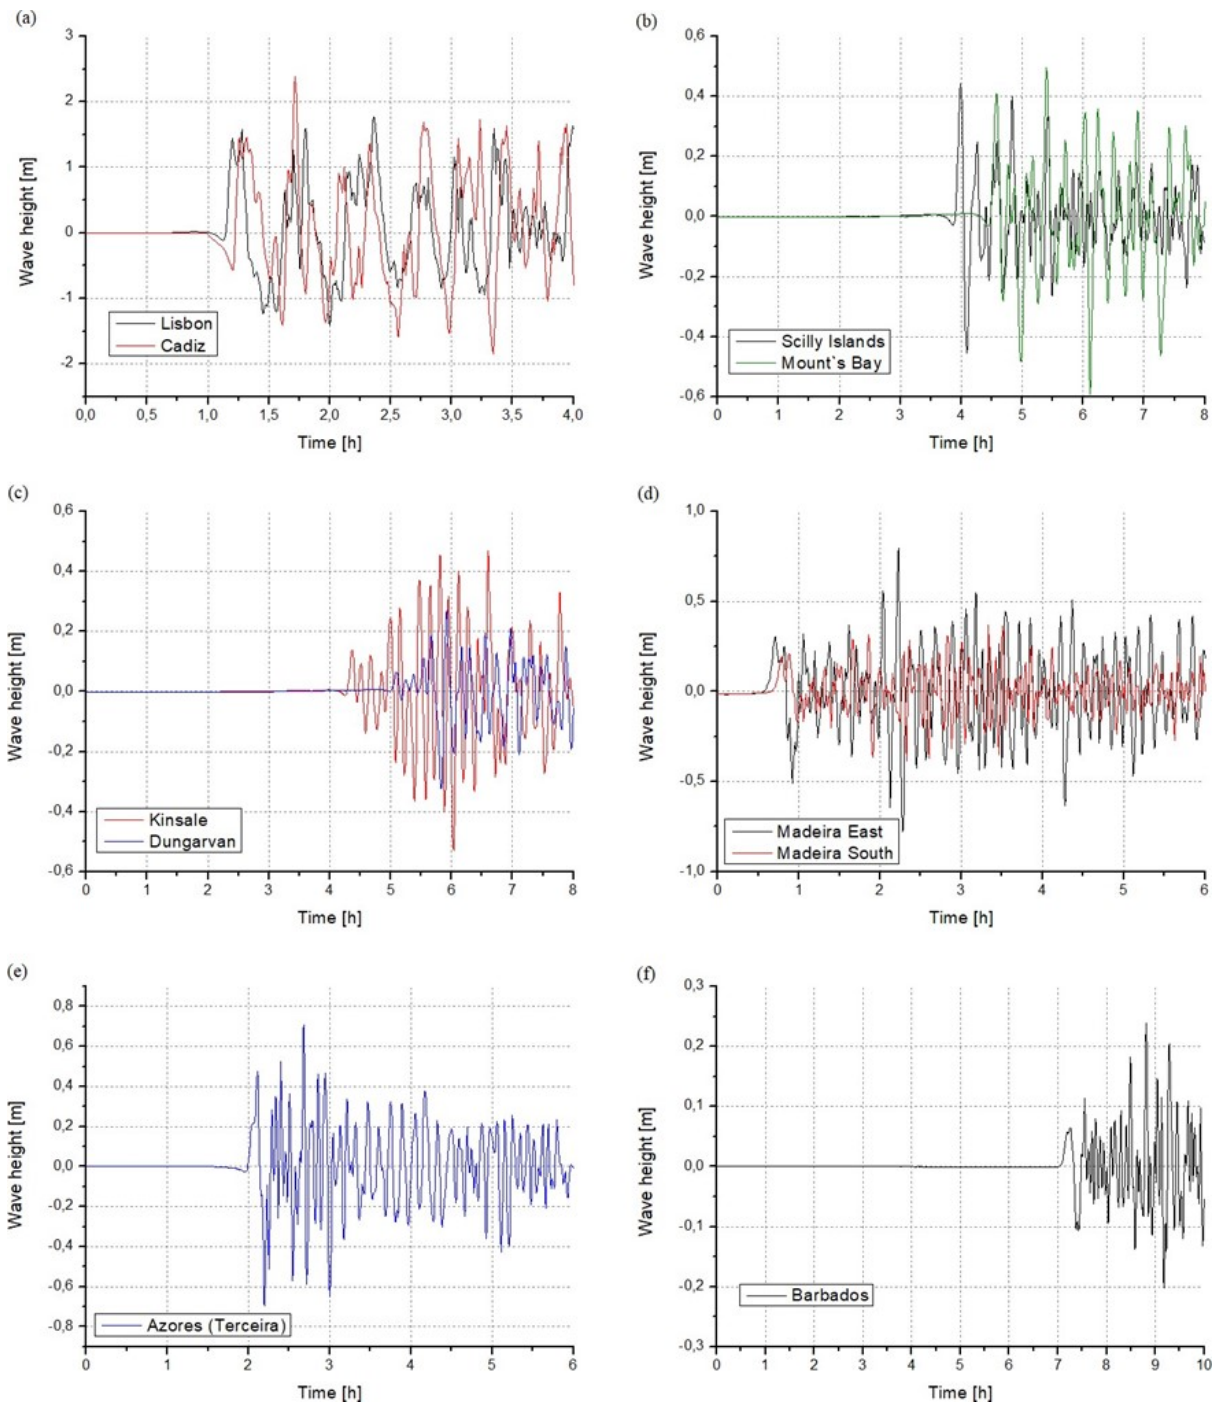 (a)
Wave height [m]
3
2
1
0
-1
-2
Lisbon
Cadiz
0,0 0,5 1,0 1,5 2,0 2,5 3,0 3,5 4,0
Time [h]
(b)
Wave height [m]
0,6
0,4
0,2
0,0
-0,2
-0,4
-0,6
Scilly Islands
Mount`s Bay
0 1 2 3 4 5 6 7 8
Time [h]
(c)
Wave height [m]
0,6
0,4
0,2
0,0
-0,2
-0,4
-0,6
Kinsale
Dungarvan
0 1 2 3 4 5 6 7 8
Time [h]
(d)
Wave height [m]
1,0
0,5
0,0
-0,5
-1,0
Madeira East
Madeira South
0 1 2 3 4 5 6
Time [h]
(e)
Wave height [m]
0,8
0,6
0,4
0,2
0,0
-0,2
-0,4
-0,6
-0,8
Azores (Terceira)
0 1 2 3 4 5 6
Time [h]
(f)
Wave height [m]
0,3
0,2
0,1
0,0
-0,1
-0,2
-0,3
Barbados
0 1 2 3 4 5 6 7 8 9 10
Time [h]